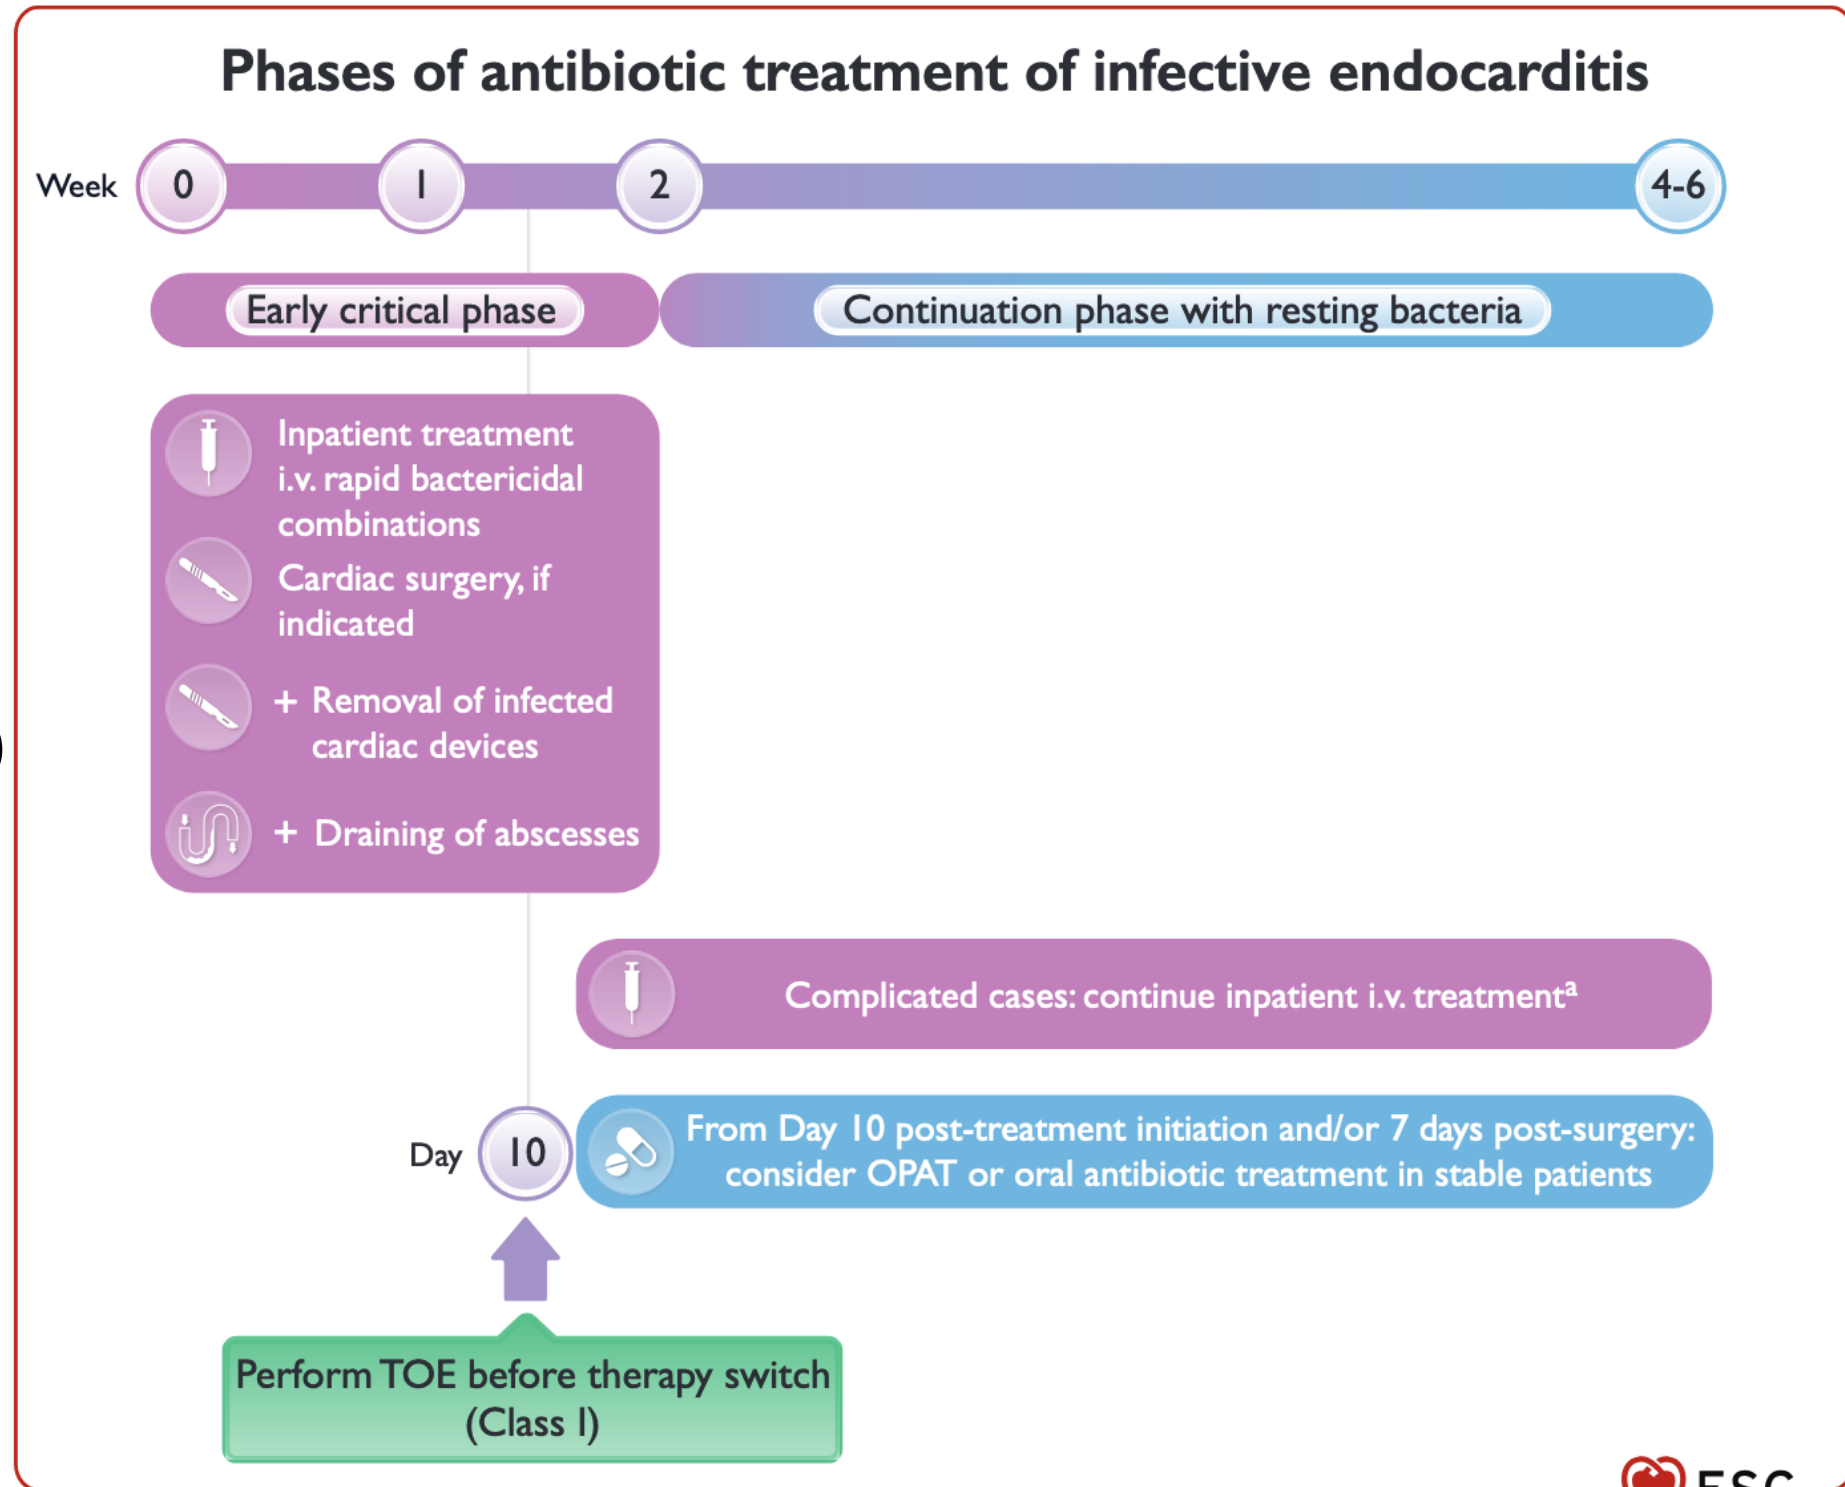 Phases of antibiotic treatment of infective endocarditis
Week 0 1 2 4-6
Early critical phase
Continuation phase with resting bacteria
Inpatient treatment
i.v. rapid bactericidal
combinations
Cardiac surgery, if
indicated
+ Removal of infected
cardiac devices
+ Draining of abscesses
Complicated cases: continue inpatient i.v. treatmentᵃ
Day 10
From Day 10 post-treatment initiation and/or 7 days post-surgery:
consider OPAT or oral antibiotic treatment in stable patients
Perform TOE before therapy switch
(Class I)
ESC